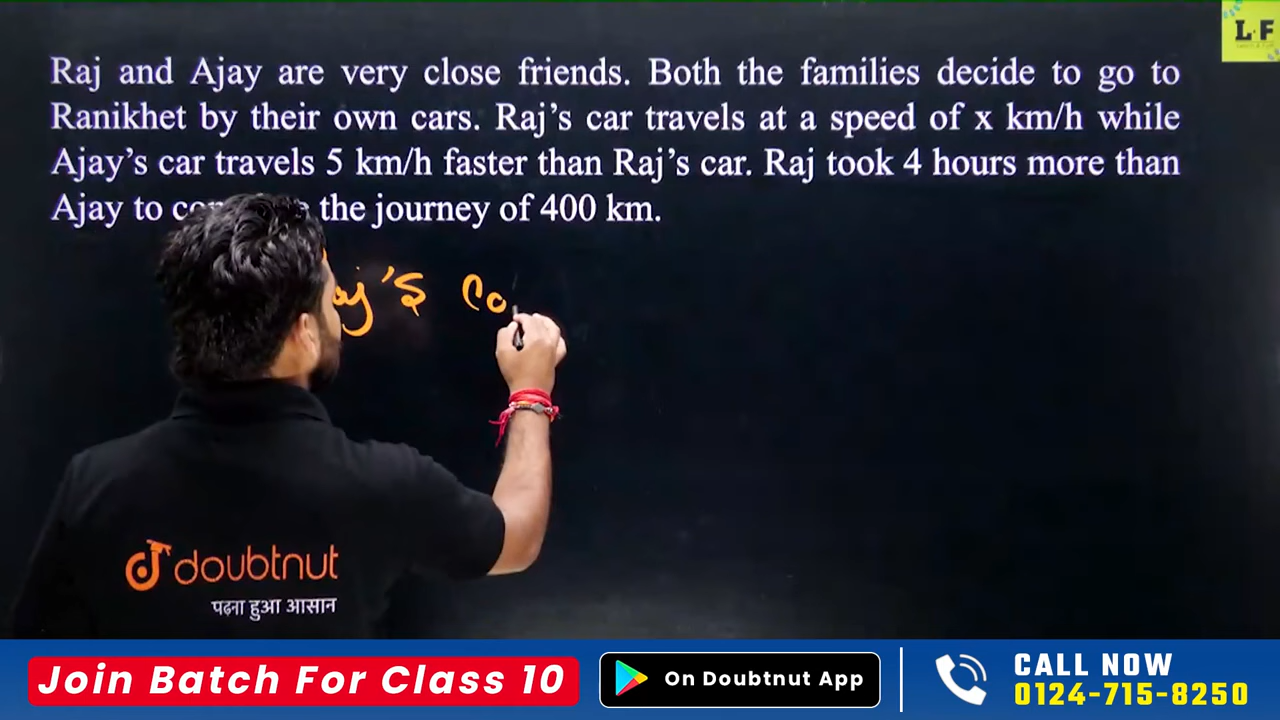 Raj and Ajay are very close friends. Both the families decide to go to
Ranikhet by their own cars. Raj’s car travels at a speed of x km/h while
Ajay’s car travels 5 km/h faster than Raj’s car. Raj took 4 hours more than
Ajay to the journey of 400 km.
L·F
doubtnut
पढ़ना हुआ आसान
Join Batch For Class 10
On Doubtnut App
CALL NOW
0124-715-8250